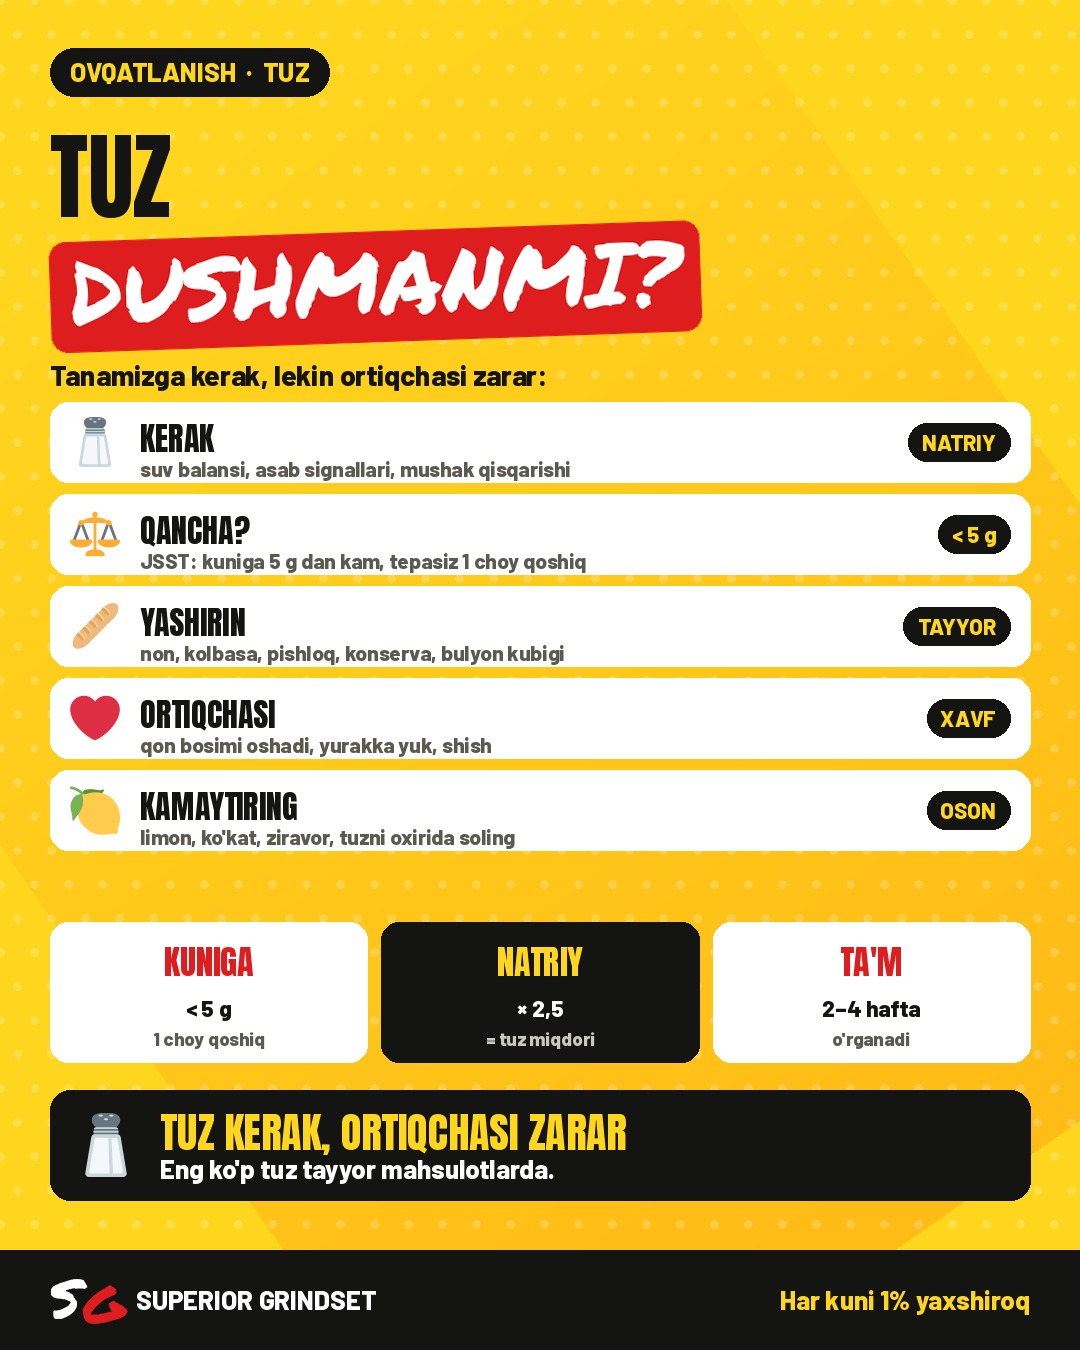 OVQATLANISH · TUZ
TUZ
DUSHMANMI?
Tanamizga kerak, lekin ortiqchasi zarar:
KERAK
suv balansi, asab signallari, mushak qisqarishi
NATRIY
QANCHA?
JSST: kuniga 5 g dan kam, tepasiz 1 choy qoshiq
<5 g
YASHIRIN
non, kolbasa, pishloq, konserva, bulyon kubigi
TAYYOR
ORTIQCHASI
qon bosimi oshadi, yurakka yuk, shish
XAVF
KAMAYTIRING
limon, ko'kat, ziravor, tuzni oxirida soling
OSON
KUNIGA
<5 g
1 choy qoshiq
NATRIY
× 2,5
= tuz miqdori
TA'M
2–4 hafta
o'rganadi
TUZ KERAK, ORTIQCHASI ZARAR
Eng ko'p tuz tayyor mahsulotlarda.
SG SUPERIOR GRINDSET
Har kuni 1% yaxshiroq